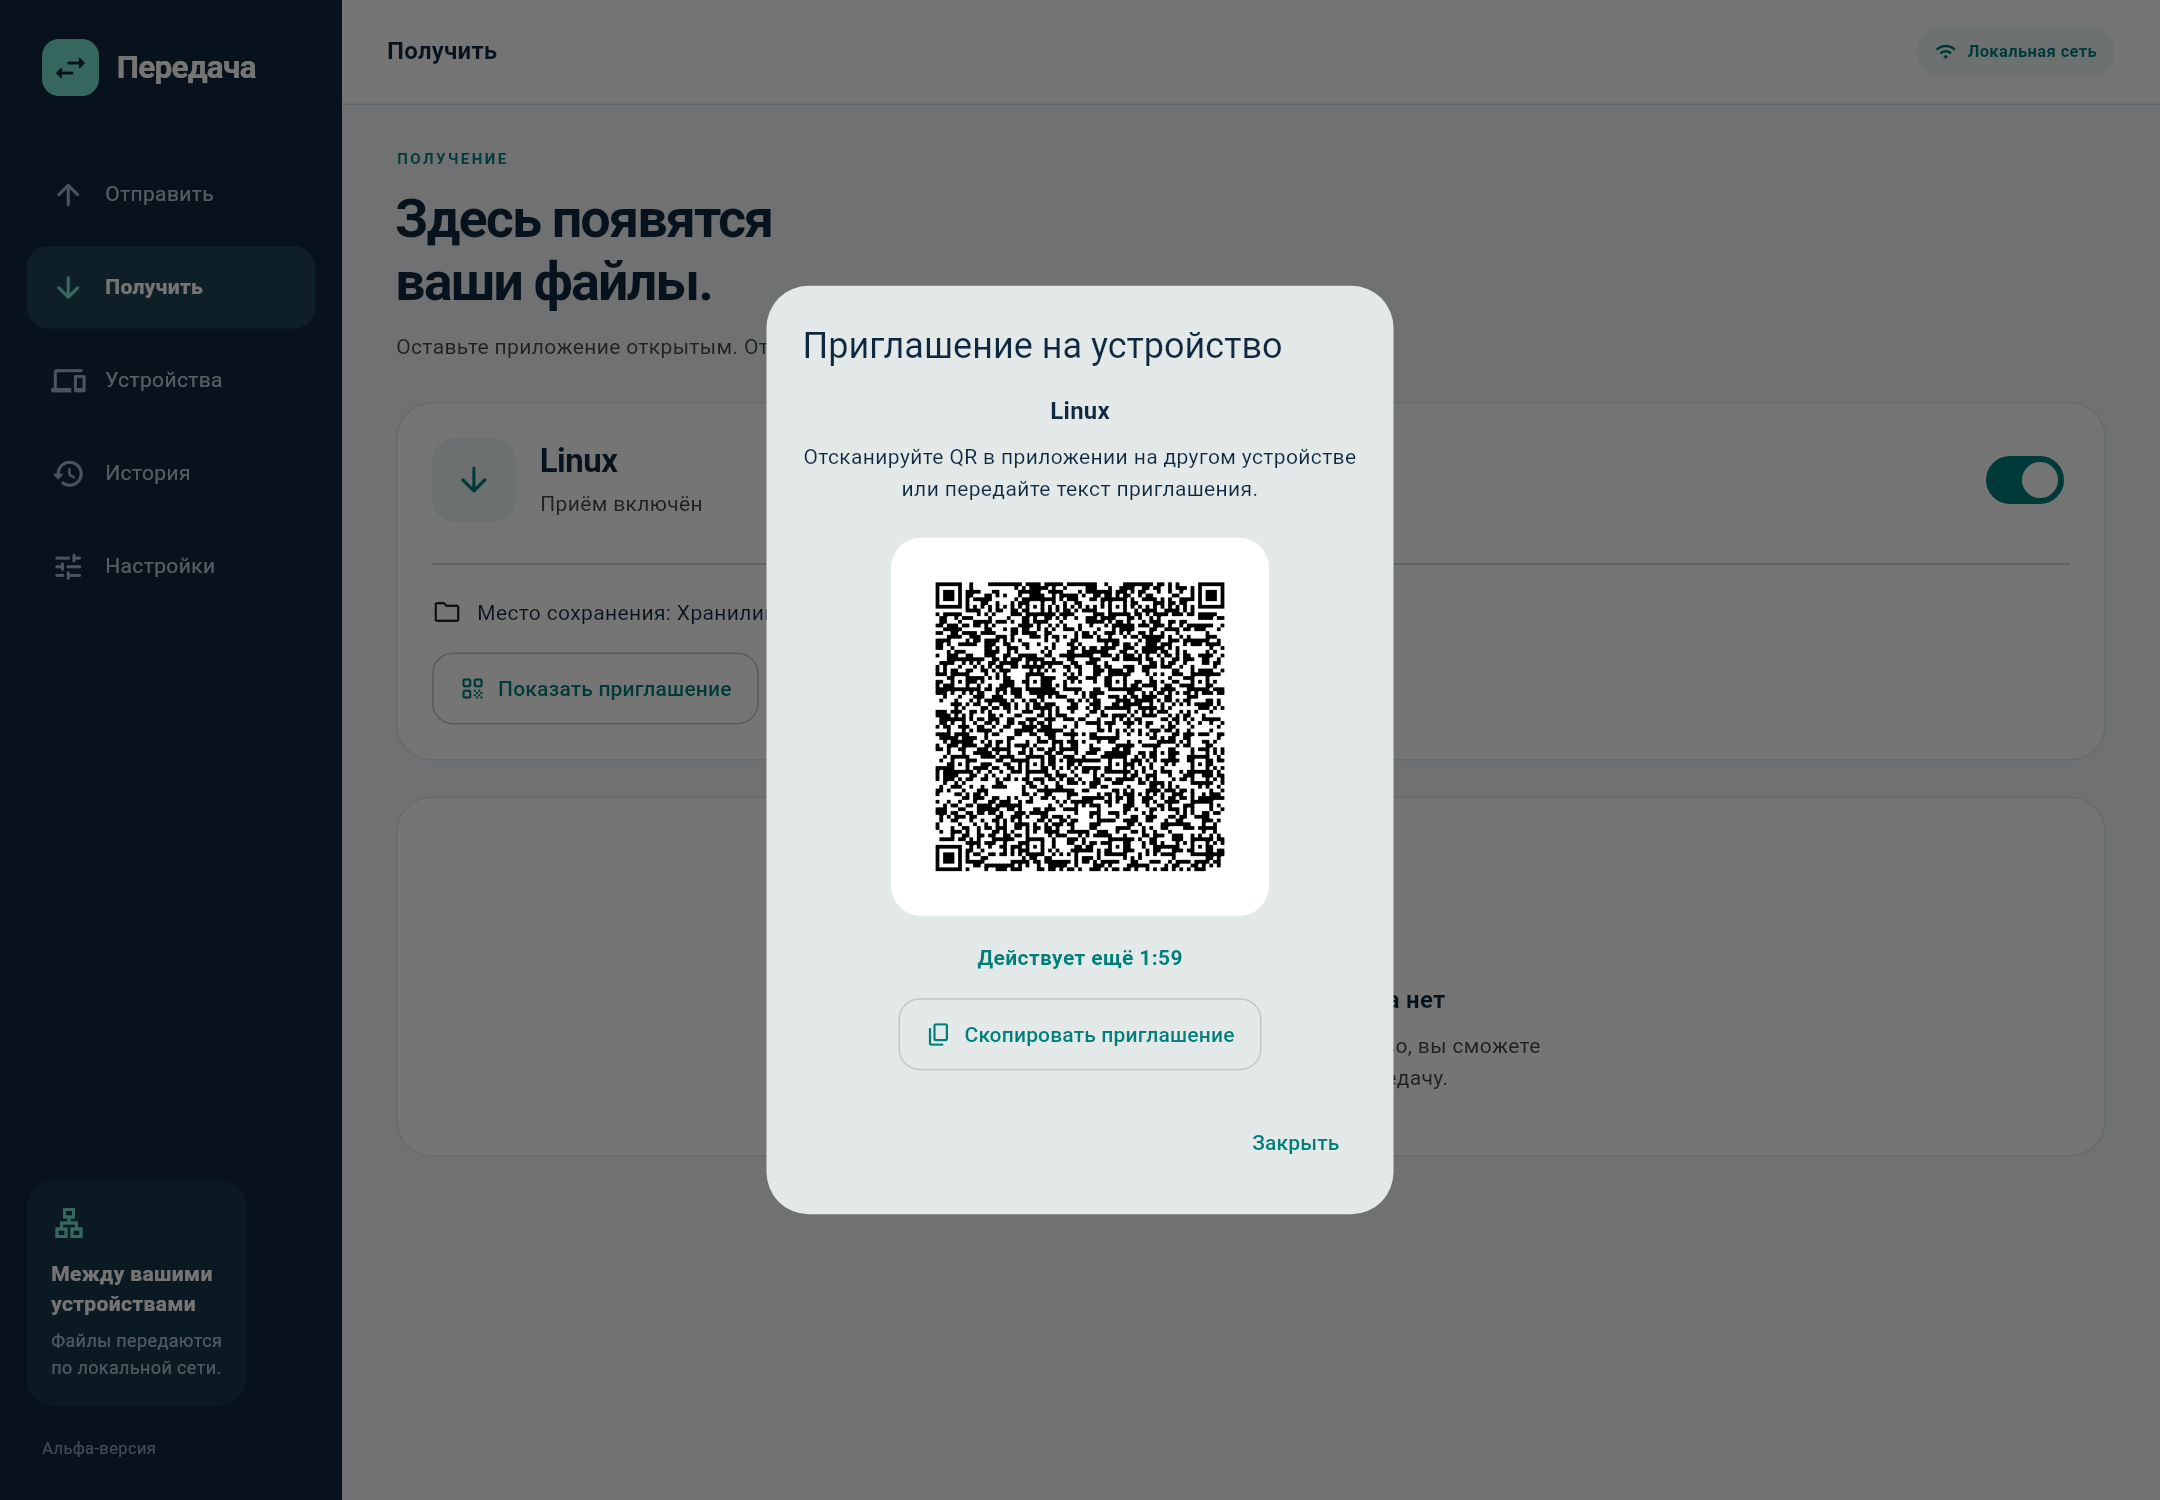 Передача
Отправить
Получить
Устройства
История
Настройки
Между вашими
устройствами
Файлы передаются
по локальной сети.
Альфа-версия
Получить
Локальная сеть
ПОЛУЧЕНИЕ
Здесь появятся
ваши файлы.
Оставьте приложение открытым.
Linux
Приём включён
Место сохранения:
Показать приглашение
нет
вы сможете
Приглашение на устройство
Linux
Отсканируйте QR в приложении на другом устройстве
или передайте текст приглашения.
Действует ещё 1:59
Скопировать приглашение
Закрыть